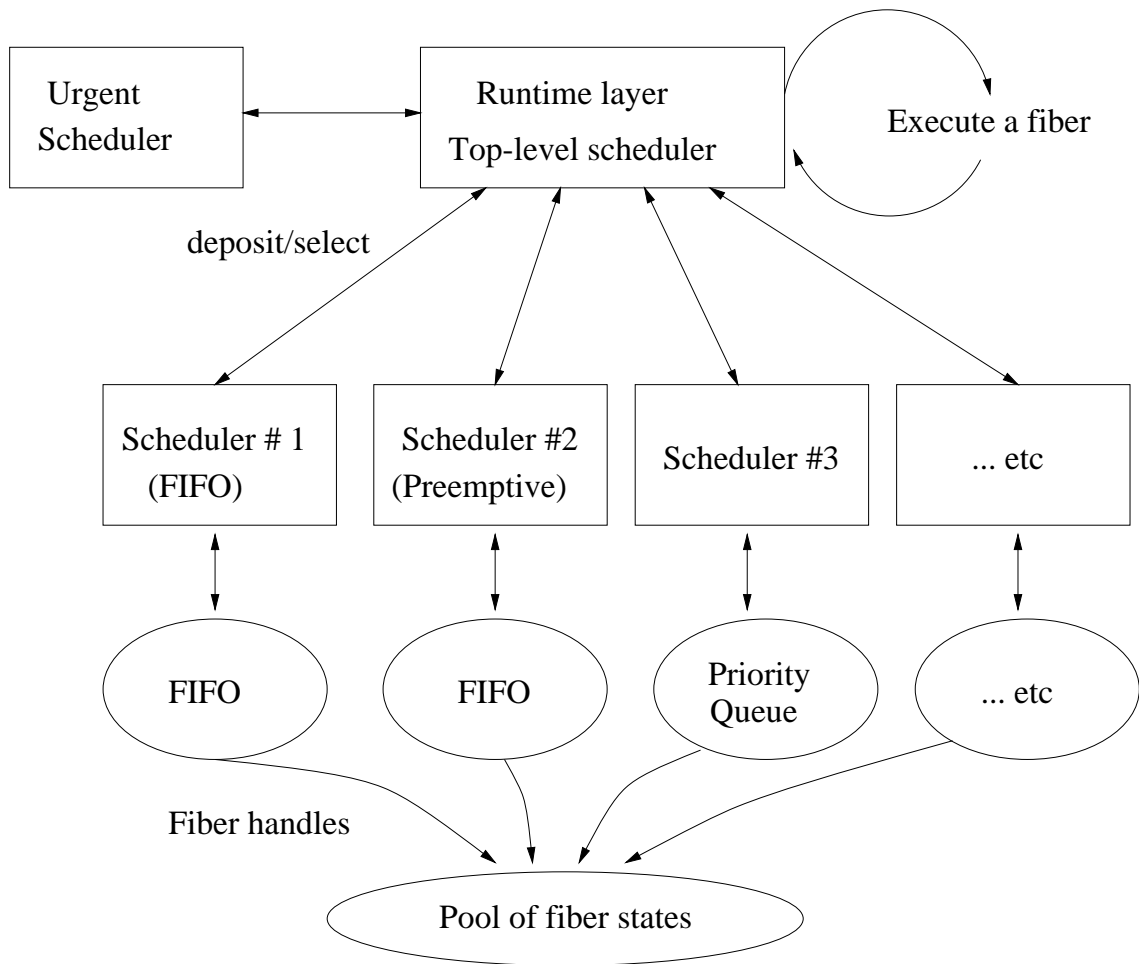 Urgent
Scheduler
Runtime layer
Top-level scheduler
Execute a fiber
deposit/select
Scheduler # 1
(FIFO)
Scheduler #2
(Preemptive)
Scheduler #3
... etc
FIFO
FIFO
Priority
Queue
... etc
Fiber handles
Pool of fiber states